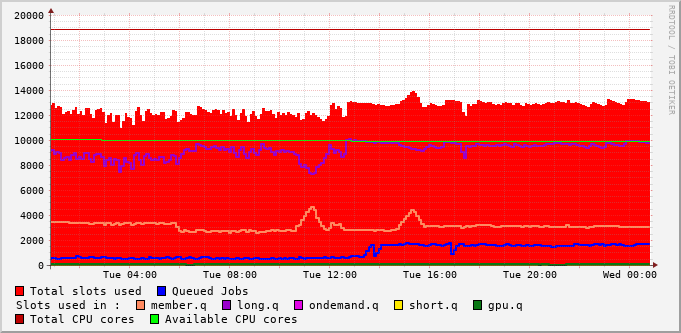 20000
18000
16000
14000
12000
10000
8000
6000
4000
2000
0
Tue 04:00 Tue 08:00 Tue 12:00 Tue 16:00 Tue 20:00 Wed 00:00
RRDTOOL / TOBI OETIKER
Total slots used Queued Jobs
Slots used in : member.q long.q ondemand.q short.q gpu.q
Total CPU cores Available CPU cores